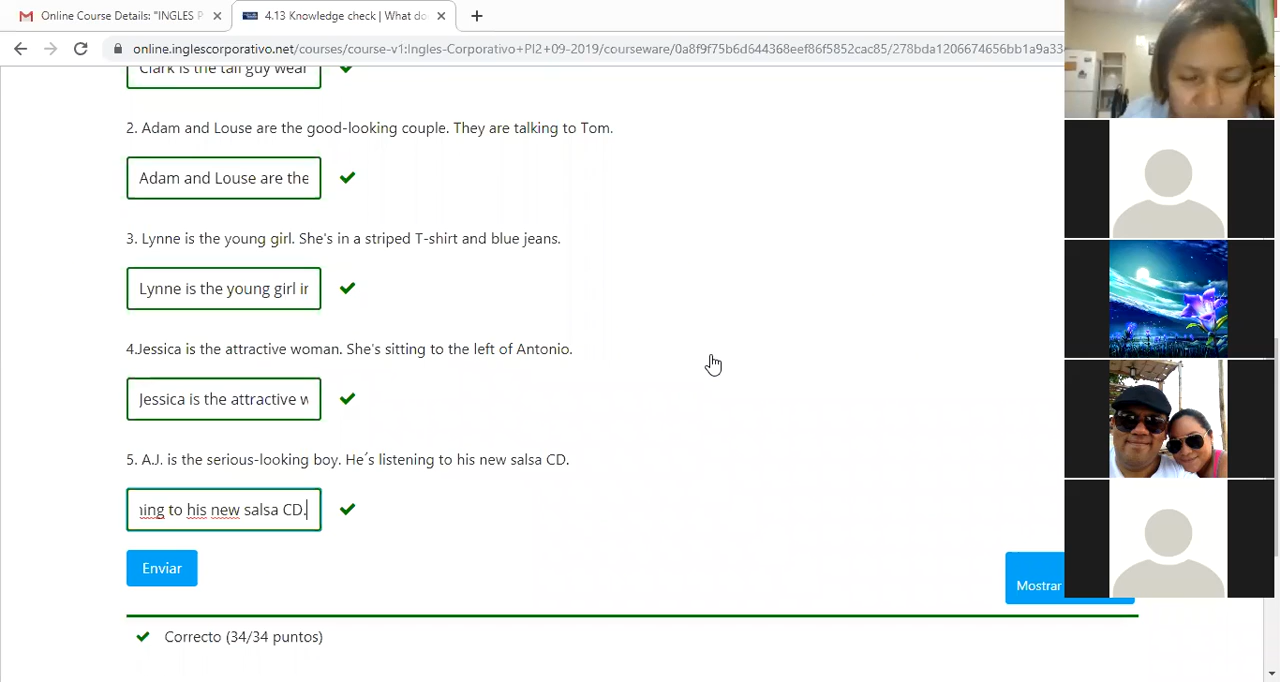 Online Course Details: "INGLES P
4.13 Knowledge check | What do
online.inglescorporativo.net/courses/course-v1:Ingles-Corporativo+PI2+09-2019/courseware/0a8f9f75b6d644368eef86f5852cac85/278bda1206674656bb1a9a33
Clark is the tall guy wear
2. Adam and Louse are the good-looking couple. They are talking to Tom.
Adam and Louse are the
3. Lynne is the young girl. She's in a striped T-shirt and blue jeans.
Lynne is the young girl ir
4.Jessica is the attractive woman. She's sitting to the left of Antonio.
Jessica is the attractive w
5. A.J. is the serious-looking boy. He´s listening to his new salsa CD.
ning to his new salsa CD.
Enviar
Mostrar
Correcto (34/34 puntos)